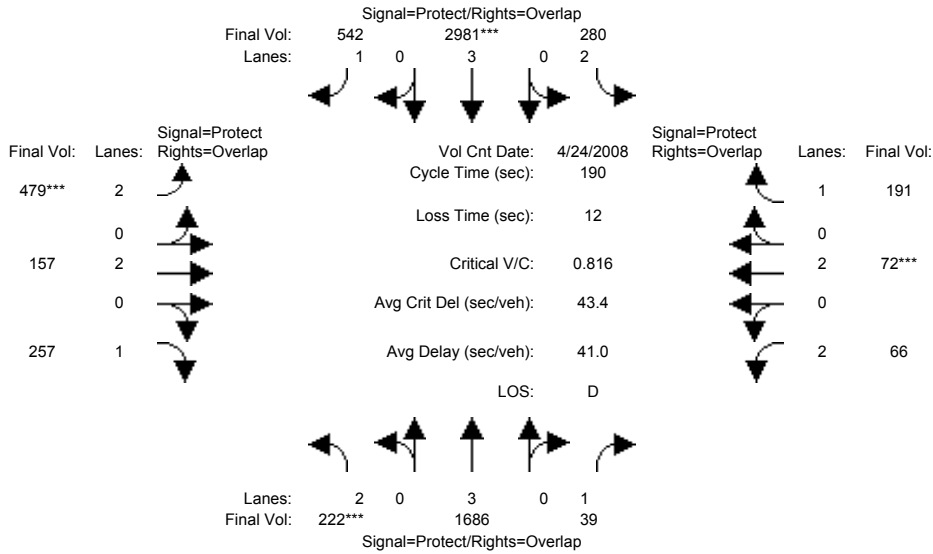 Signal=Protect/Rights=Overlap
Final Vol: 542 2981*** 280
Lanes: 1 0 3 0 2
Signal=Protect Signal=Protect
Final Vol: Lanes: Rights=Overlap Vol Cnt Date: 4/24/2008 Rights=Overlap Lanes: Final Vol:
Cycle Time (sec): 190
479*** 2 1 191
Loss Time (sec): 12
0 0
157 2 Critical V/C: 0.816 2 72***
0 Avg Crit Del (sec/veh): 43.4 0
257 1 Avg Delay (sec/veh): 41.0 2 66
LOS: D
Lanes: 2 0 3 0 1
Final Vol: 222*** 1686 39
Signal=Protect/Rights=Overlap